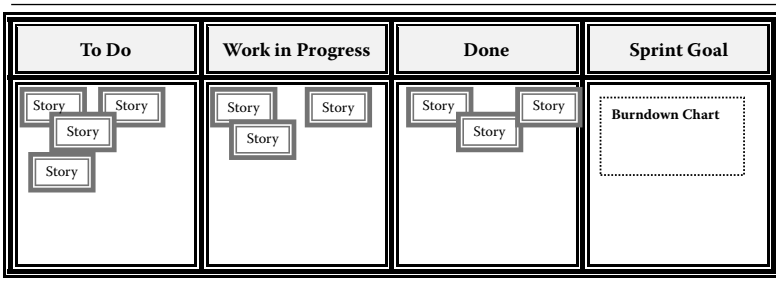 To Do
Work in Progress
Done
Sprint Goal
Story
Story
Story
Story
Story
Story
Story
Story
Story
Story
Burndown Chart